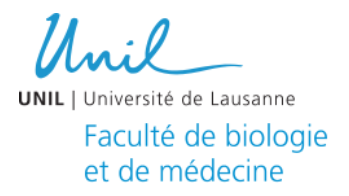 Unil
UNIL | Université de Lausanne
Faculté de biologie
et de médecine